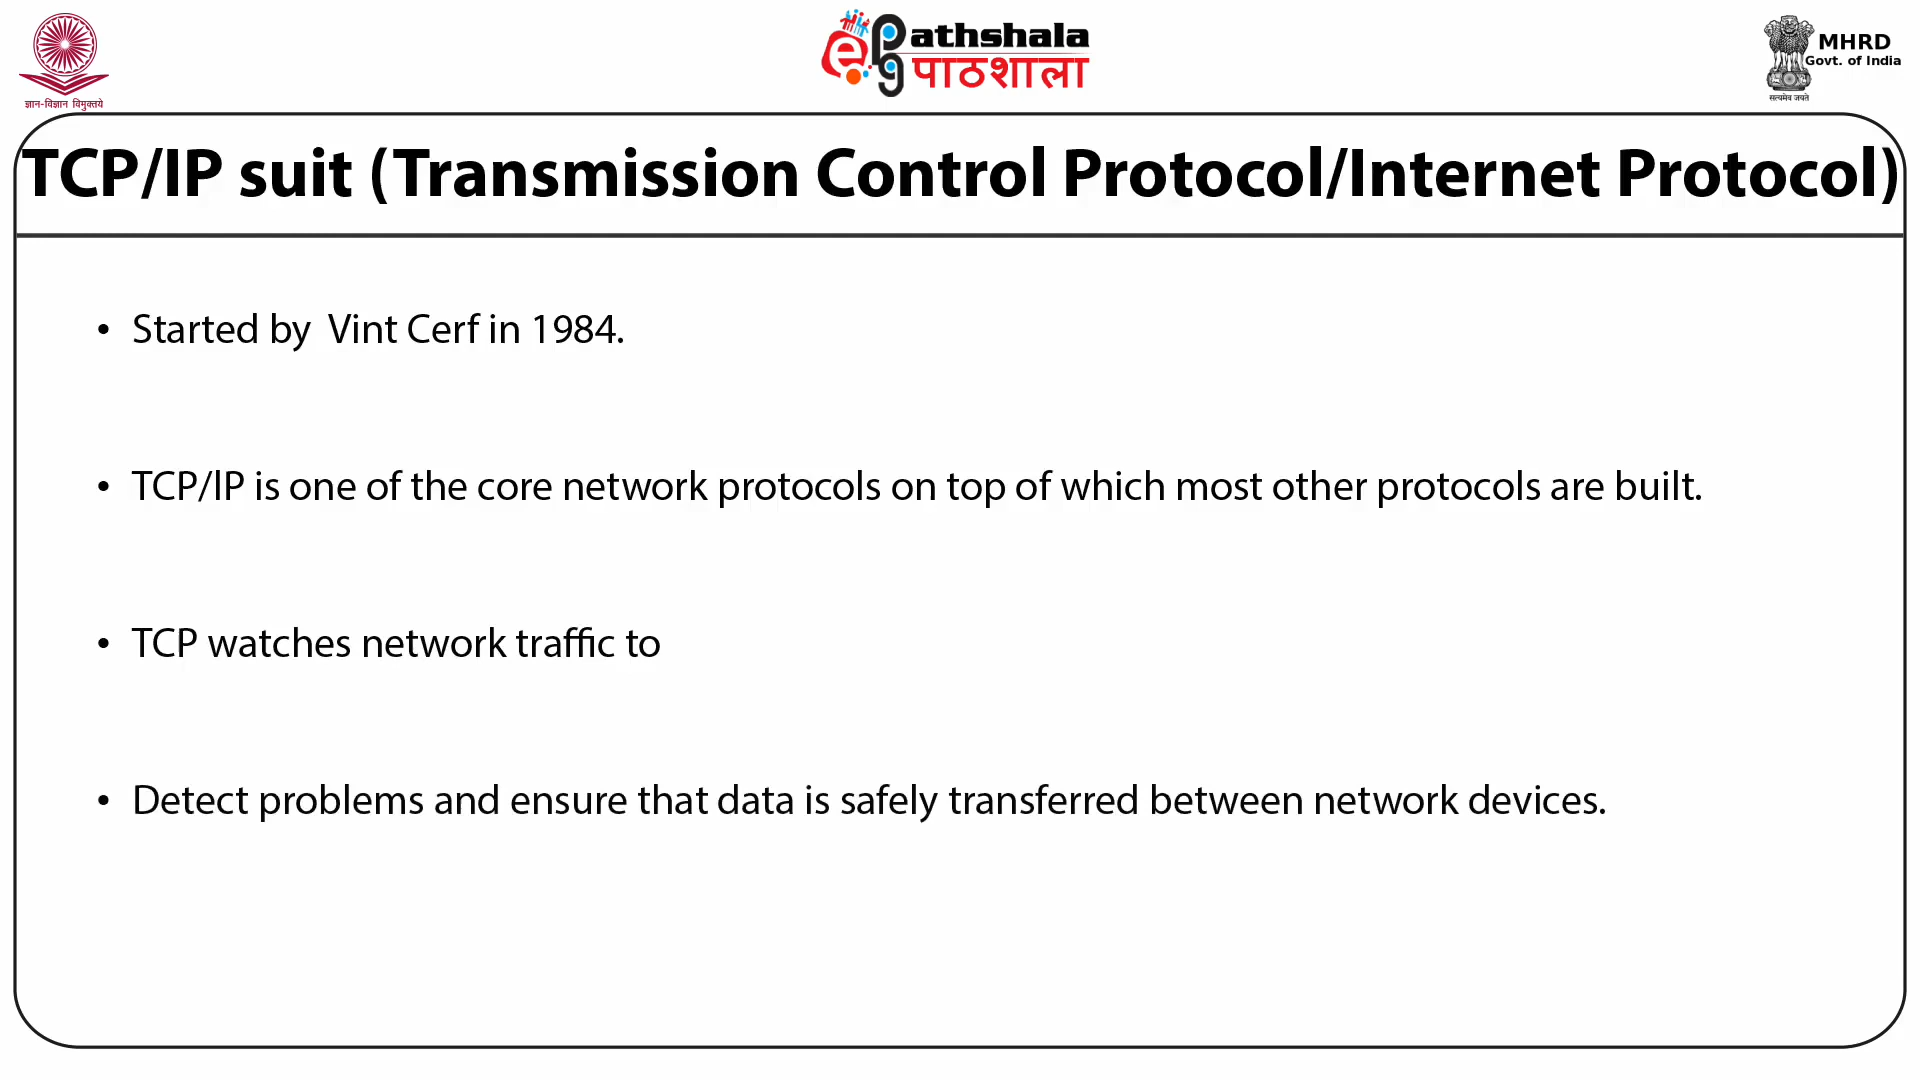 ज्ञान-विज्ञान विमुक्तये
ePathshala
पाठशाला
MHRD
Govt. of India
सत्यमेव जयते
TCP/IP suit (Transmission Control Protocol/Internet Protocol)
• Started by  Vint Cerf in 1984.
• TCP/IP is one of the core network protocols on top of which most other protocols are built.
• TCP watches network traffic to
• Detect problems and ensure that data is safely transferred between network devices.